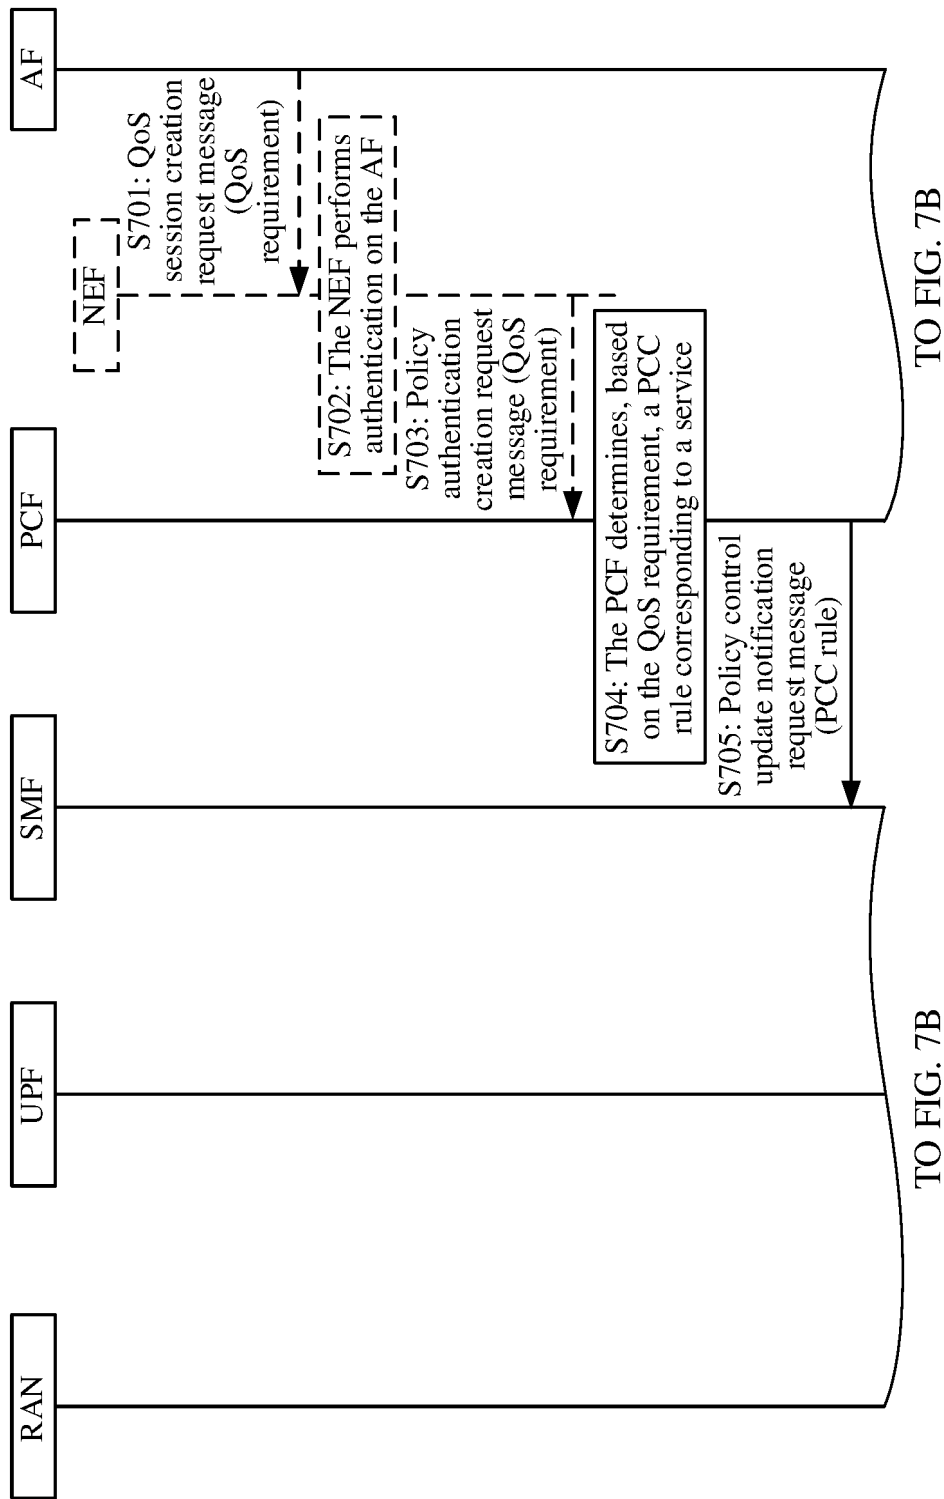 RAN
UPF
SMF
PCF
NEF
AF
S701: QoS
session creation
request message
(QoS
requirement)
S702: The NEF performs
authentication on the AF
S703: Policy
authentication
creation request
message (QoS
requirement)
S704: The PCF determines, based
on the QoS requirement, a PCC
rule corresponding to a service
S705: Policy control
update notification
request message
(PCC rule)
TO FIG. 7B
TO FIG. 7B